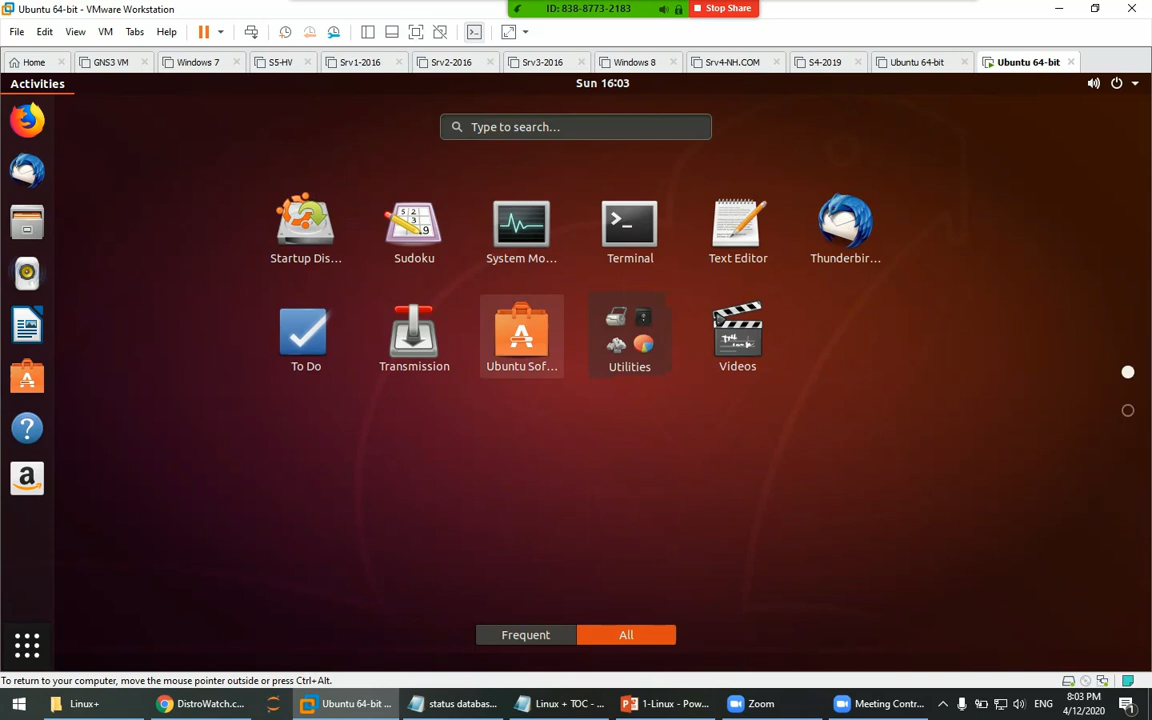 Ubuntu 64-bit - VMware Workstation
ID: 838-8773-2183
Stop Share
File Edit View VM Tabs Help
Home
GNS3 VM
Windows 7
S5-HV
Srv1-2016
Srv2-2016
Srv3-2016
Windows 8
Srv4-NH.COM
S4-2019
Ubuntu 64-bit
Ubuntu 64-bit
Activities
Sun 16:03
Type to search...
Startup Dis...
Sudoku
System Mo...
Terminal
Text Editor
Thunderbir...
To Do
Transmission
Ubuntu Sof...
Utilities
Videos
Frequent
All
To return to your computer, move the mouse pointer outside or press Ctrl+Alt.
Linux+
DistroWatch.c...
Ubuntu 64-bit ...
status databas...
Linux + TOC - ...
1-Linux - Pow...
Zoom
Meeting Contr...
ENG
8:03 PM
4/12/2020